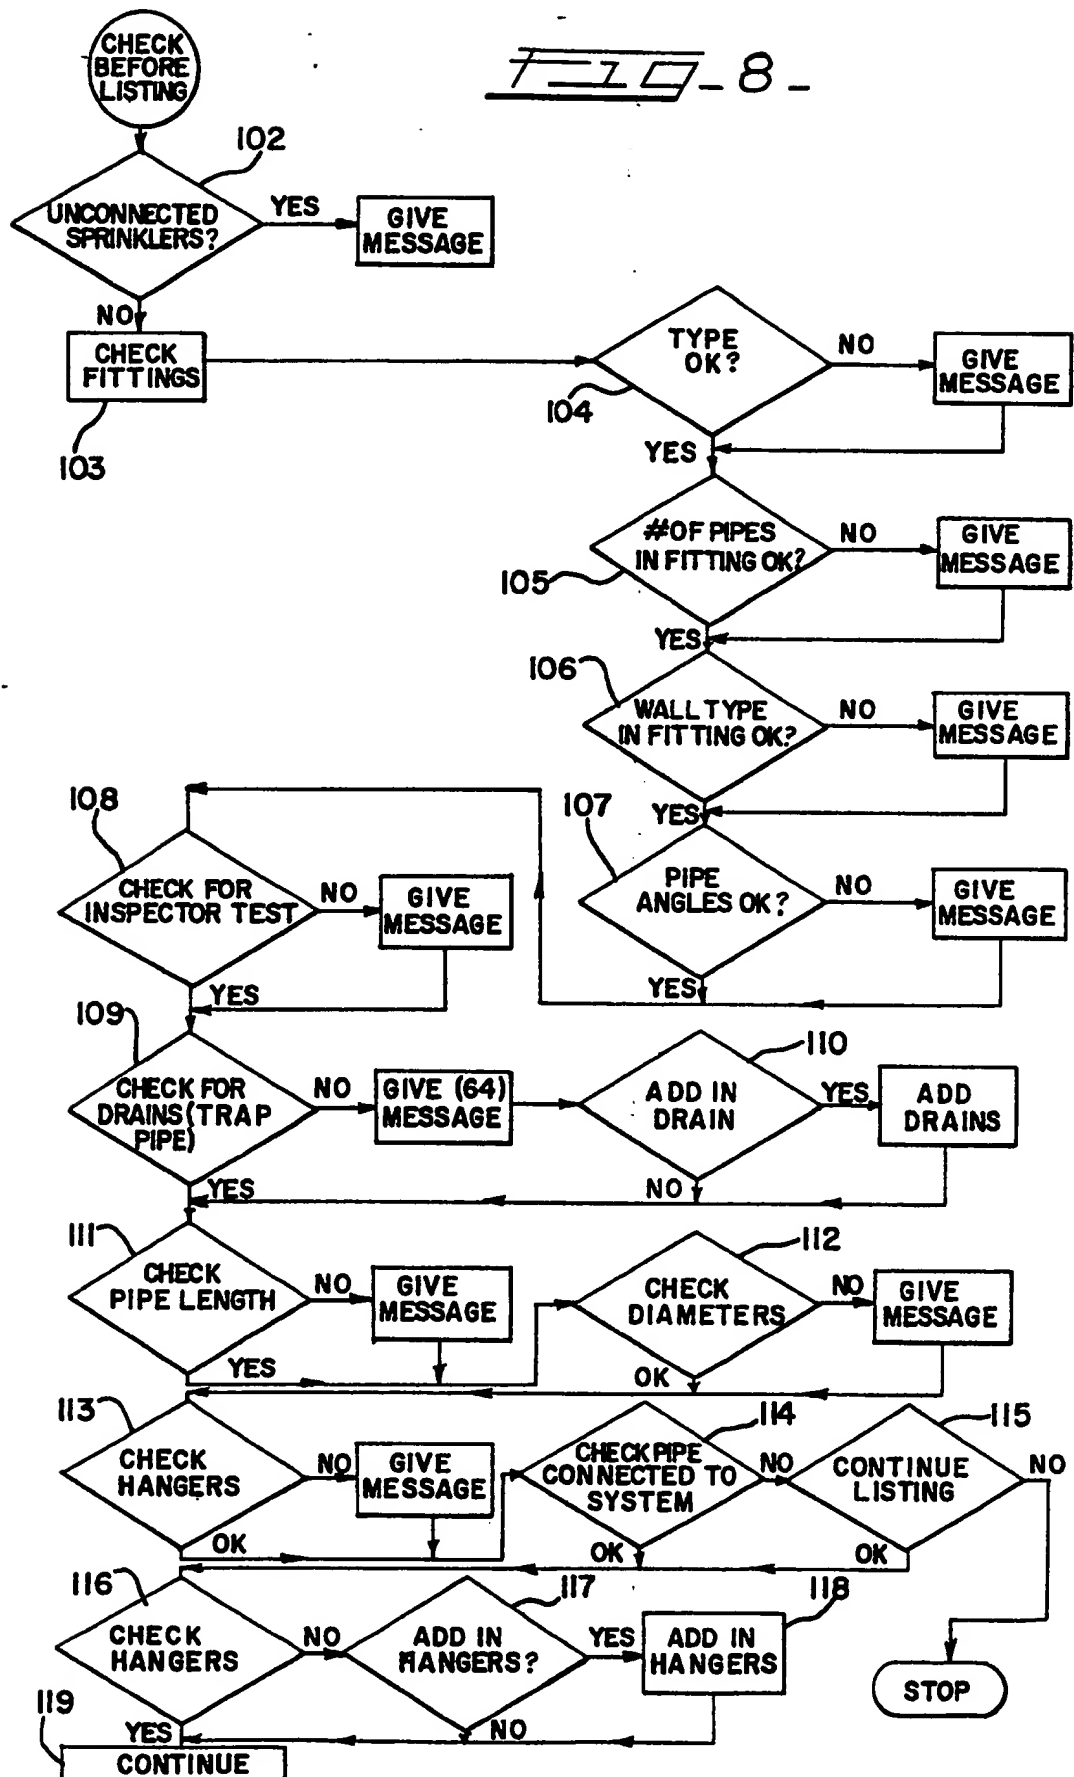 CHECK
BEFORE
LISTING
Fig-8-
102
UNCONNECTED
SPRINKLERS?
YES
GIVE
MESSAGE
NO
CHECK
FITTINGS
103
TYPE
OK?
104
NO
GIVE
MESSAGE
YES
#OF PIPES
IN FITTING OK?
105
NO
GIVE
MESSAGE
YES
106
WALL TYPE
IN FITTING OK?
NO
GIVE
MESSAGE
YES
107
PIPE
ANGLES OK?
NO
GIVE
MESSAGE
YES
108
CHECK FOR
INSPECTOR TEST
NO
GIVE
MESSAGE
YES
109
CHECK FOR
DRAINS(TRAP
PIPE)
NO
GIVE (64)
MESSAGE
110
ADD IN
DRAIN
YES
ADD
DRAINS
NO
YES
111
CHECK
PIPE LENGTH
NO
GIVE
MESSAGE
YES
112
CHECK
DIAMETERS
NO
GIVE
MESSAGE
OK
113
CHECK
HANGERS
NO
GIVE
MESSAGE
OK
114
CHECK PIPE
CONNECTED TO
SYSTEM
NO
OK
115
CONTINUE
LISTING
NO
OK
STOP
116
CHECK
HANGERS
NO
117
ADD IN
HANGERS?
YES
118
ADD IN
HANGERS
NO
YES
119
CONTINUE